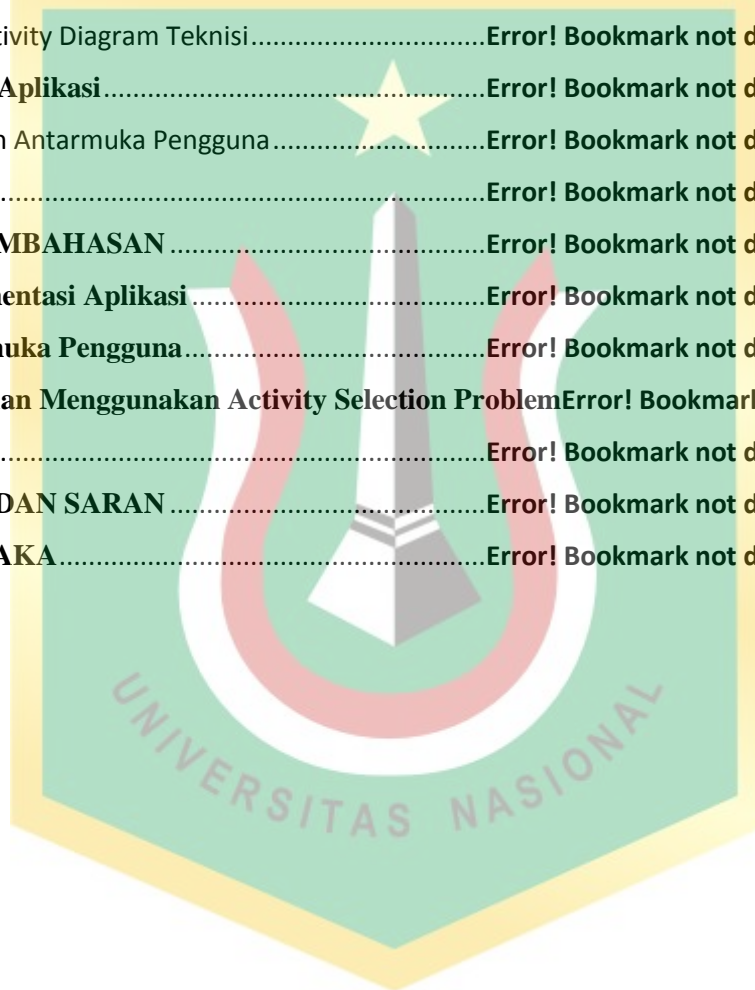 tivity Diagram Teknisi..............................Error! Bookmark not d
Aplikasi.................................................Error! Bookmark not d
n Antarmuka Pengguna...........................Error! Bookmark not d
..............................................................Error! Bookmark not d
MBAHASAN........................................Error! Bookmark not d
entasi Aplikasi..................................Error! Bookmark not d
uka Pengguna.......................................Error! Bookmark not d
an Menggunakan Activity Selection ProblemError! Bookmark
..............................................................Error! Bookmark not d
DAN SARAN.........................................Error! Bookmark not d
AKA......................................................Error! Bookmark not d
UNIVERSITAS NASIONAL